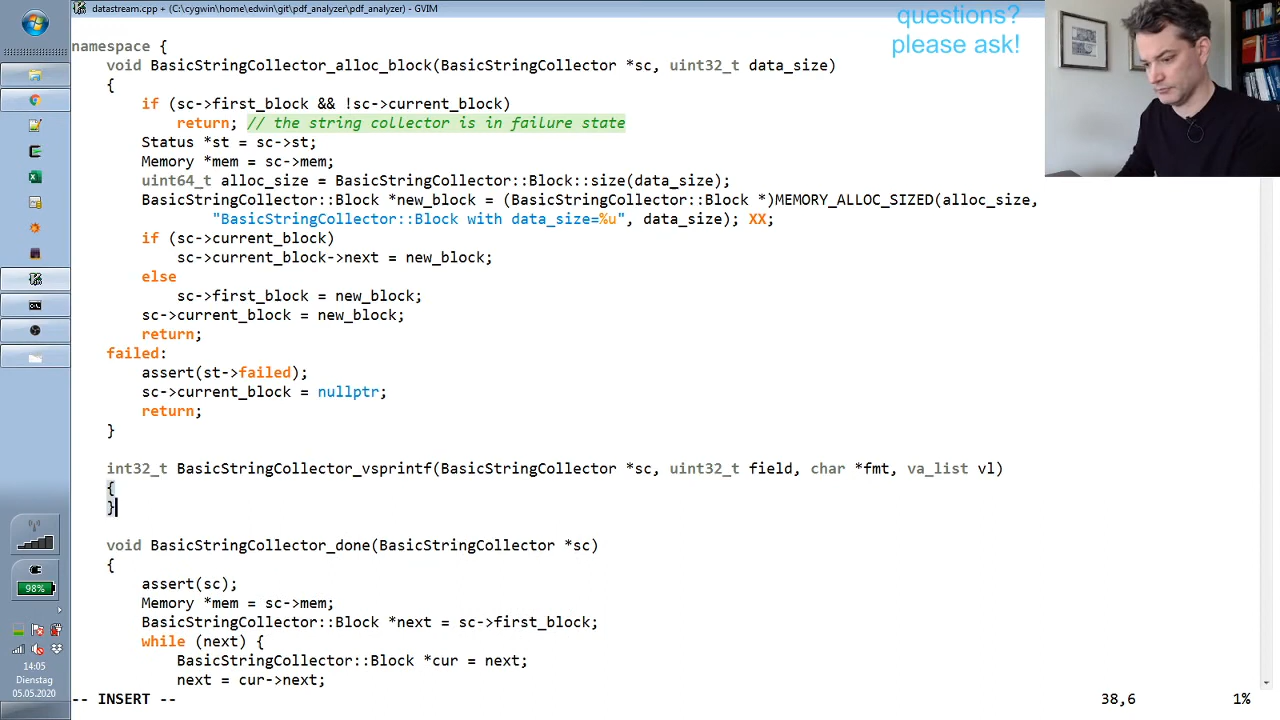 datastream.cpp + (C:\cygwin\home\edwin\git\pdf_analyzer\pdf_analyzer) - GVIM
questions?
please ask!
namespace {
    void BasicStringCollector_alloc_block(BasicStringCollector *sc, uint32_t data_size)
    {
        if (sc->first_block && !sc->current_block)
            return; // the string collector is in failure state
        Status *st = sc->st;
        Memory *mem = sc->mem;
        uint64_t alloc_size = BasicStringCollector::Block::size(data_size);
        BasicStringCollector::Block *new_block = (BasicStringCollector::Block *)MEMORY_ALLOC_SIZED(alloc_size,
                "BasicStringCollector::Block with data_size=%u", data_size); XX;
        if (sc->current_block)
            sc->current_block->next = new_block;
        else
            sc->first_block = new_block;
        sc->current_block = new_block;
        return;
    failed:
        assert(st->failed);
        sc->current_block = nullptr;
        return;
    }
    int32_t BasicStringCollector_vsprintf(BasicStringCollector *sc, uint32_t field, char *fmt, va_list vl)
    {
    }
    void BasicStringCollector_done(BasicStringCollector *sc)
    {
        assert(sc);
        Memory *mem = sc->mem;
        BasicStringCollector::Block *next = sc->first_block;
        while (next) {
            BasicStringCollector::Block *cur = next;
            next = cur->next;
-- INSERT --
38,6
1%
98%
14:05
Dienstag
05.05.2020